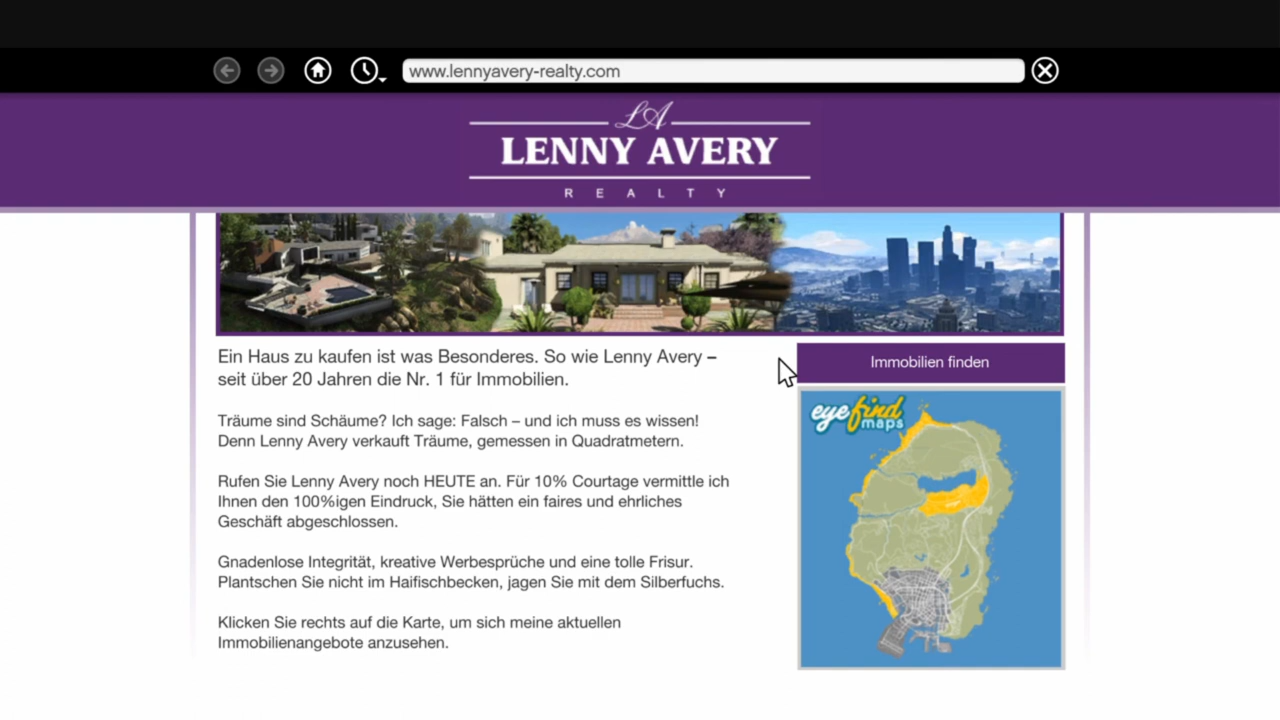 www.lennyavery-realty.com
LA
LENNY AVERY
REALTY
Ein Haus zu kaufen ist was Besonderes. So wie Lenny Avery –
seit über 20 Jahren die Nr. 1 für Immobilien.
Träume sind Schäume? Ich sage: Falsch – und ich muss es wissen!
Denn Lenny Avery verkauft Träume, gemessen in Quadratmetern.
Rufen Sie Lenny Avery noch HEUTE an. Für 10% Courtage vermittle ich
Ihnen den 100%igen Eindruck, Sie hätten ein faires und ehrliches
Geschäft abgeschlossen.
Gnadenlose Integrität, kreative Werbesprüche und eine tolle Frisur.
Plantschen Sie nicht im Haifischbecken, jagen Sie mit dem Silberfuchs.
Klicken Sie rechts auf die Karte, um sich meine aktuellen
Immobilienangebote anzusehen.
Immobilien finden
eyefind
maps